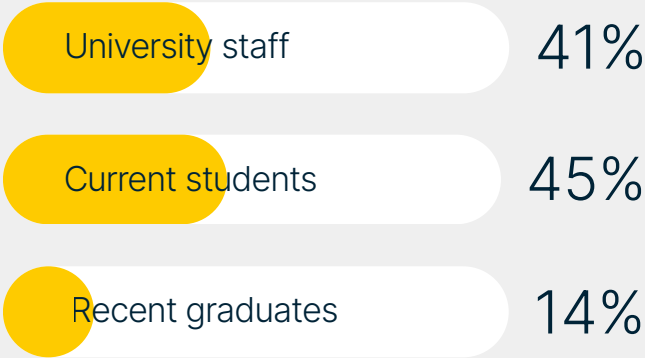 University staff 41%
Current students 45%
Recent graduates 14%